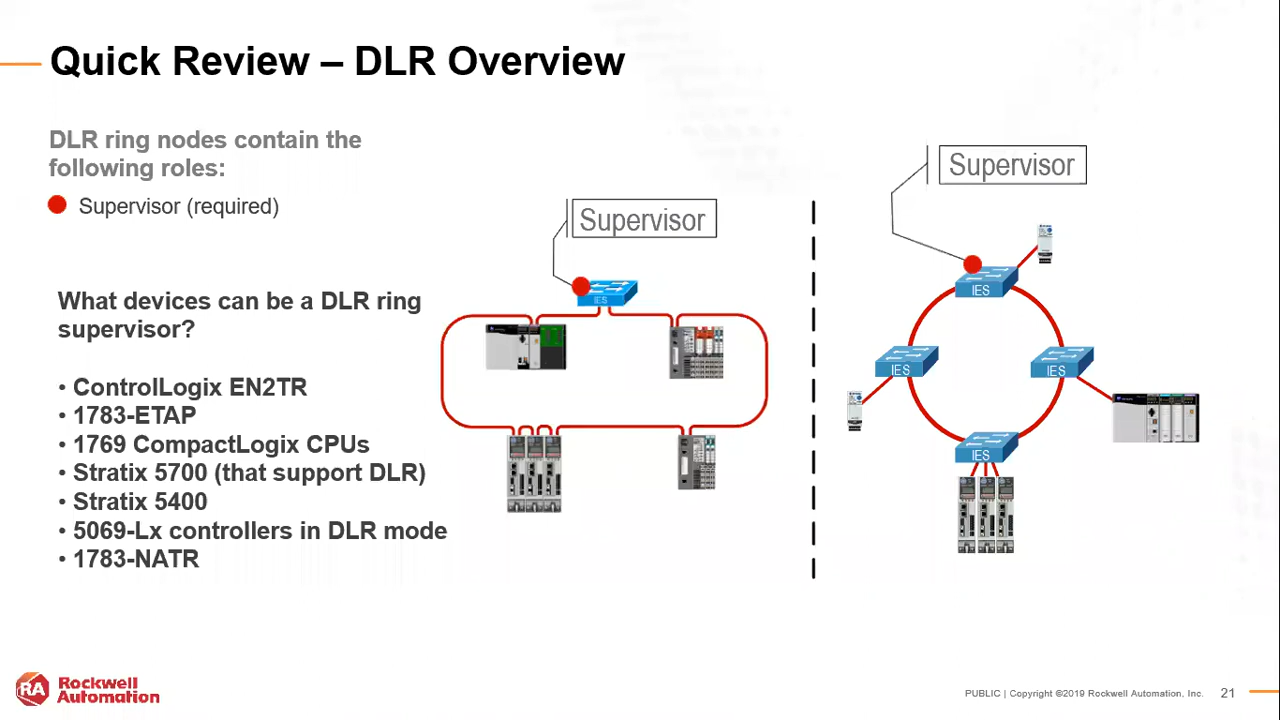 Quick Review – DLR Overview
DLR ring nodes contain the
following roles:
Supervisor (required)
What devices can be a DLR ring
supervisor?
• ControlLogix EN2TR
• 1783-ETAP
• 1769 CompactLogix CPUs
• Stratix 5700 (that support DLR)
• Stratix 5400
• 5069-Lx controllers in DLR mode
• 1783-NATR
Supervisor
IES
Supervisor
IES
IES
IES
IES
RA
Rockwell
Automation
PUBLIC | Copyright ©2019 Rockwell Automation, Inc.
21